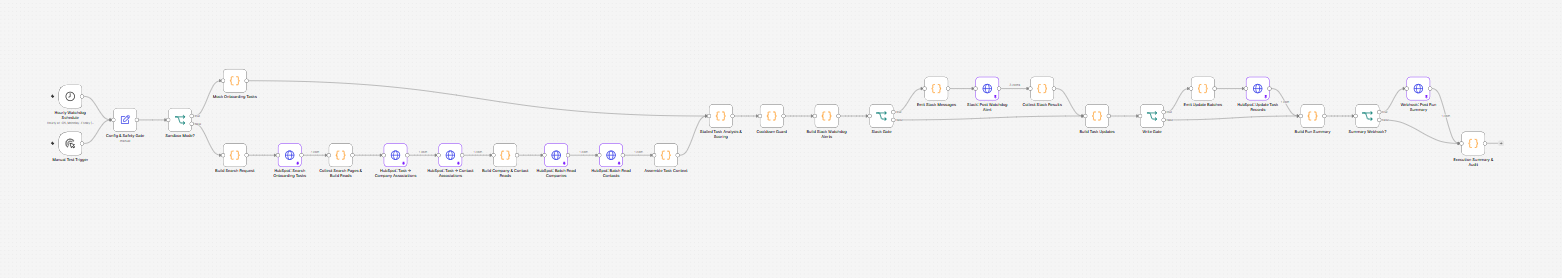 Hourly Watchdog
Schedule
Manual Test Trigger
Config & Safety Gate
Sandbox Mode?
Mock Onboarding Tasks
Build Search Request
HubSpot: Search
Onboarding Tasks
Collect Search Pages &
Build Reads
HubSpot: Task →
Company Associations
HubSpot: Task → Contact
Associations
Build Company & Contact
Reads
HubSpot: Batch Read
Companies
HubSpot: Batch Read
Contacts
Assemble Task Context
Stalled Task Analysis &
Scoring
Cooldown Guard
Build Slack Watchdog
Alerts
Slack Gate
Emit Slack Messages
Slack: Post Watchdog
Alert
Collect Slack Results
Build Task Updates
Write Gate
Emit Update Batches
HubSpot: Update Task
Records
Build Run Summary
Summary Webhook?
Webhook: Post Run
Summary
Execution Summary &
Audit